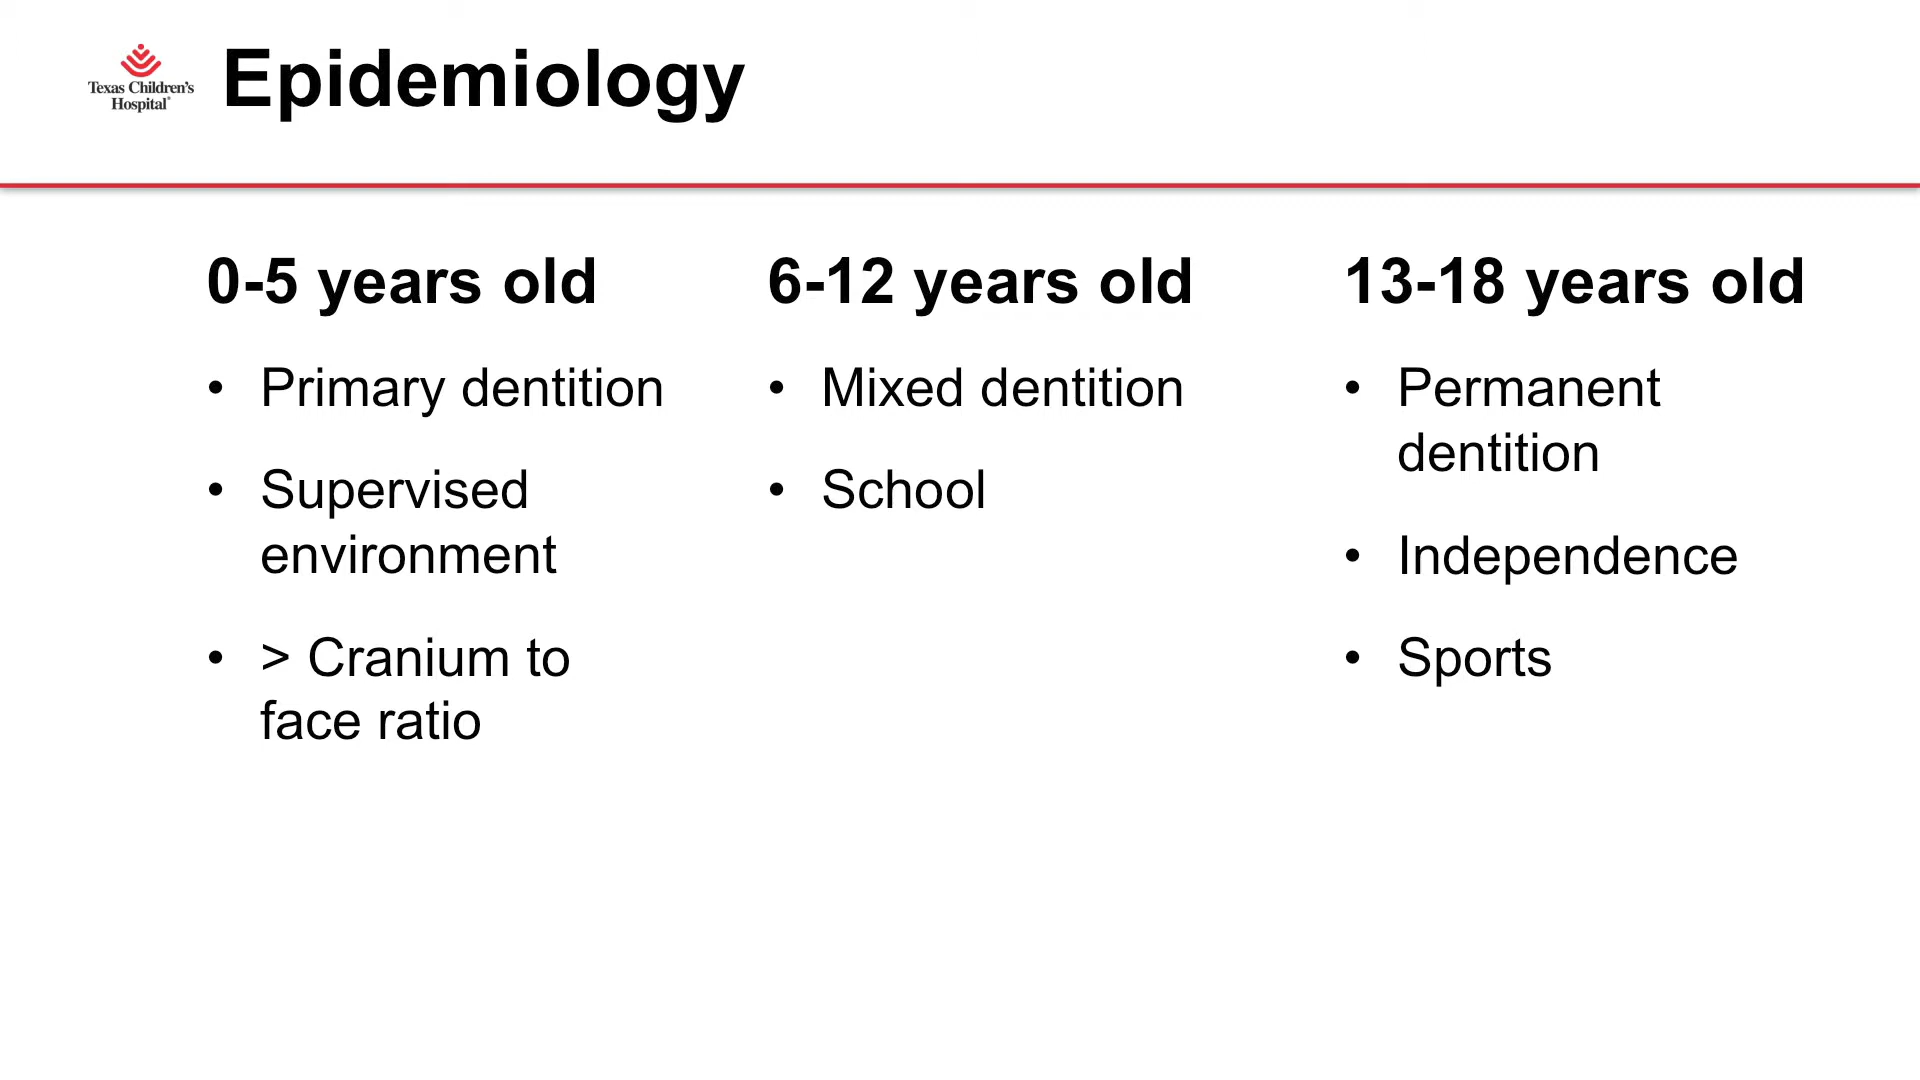 Texas Children's
Hospital®
Epidemiology
0-5 years old
• Primary dentition
• Supervised
environment
• > Cranium to
face ratio
6-12 years old
• Mixed dentition
• School
13-18 years old
• Permanent
dentition
• Independence
• Sports